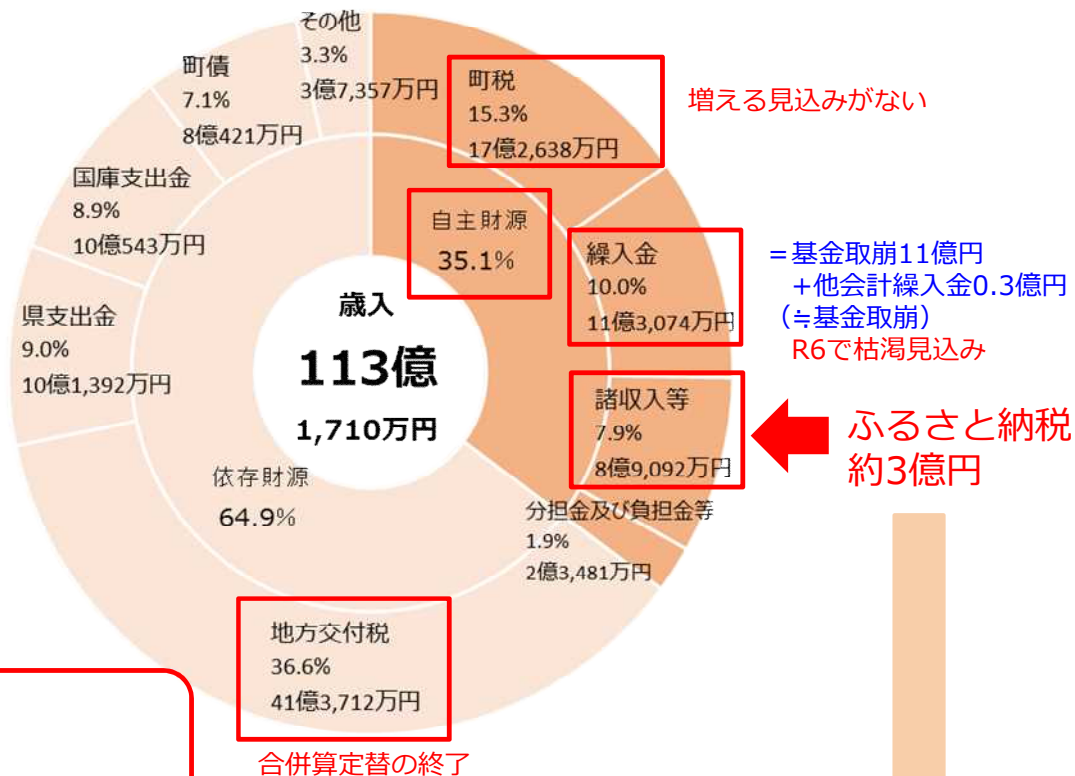 その他
3.3%
3億7,357万円
町債
7.1%
8億421万円
国庫支出金
8.9%
10億543万円
県支出金
9.0%
10億1,392万円
町税
15.3%
17億2,638万円
増える見込みがない
自主財源
35.1%
繰入金
10.0%
11億3,074万円
＝基金取崩11億円
+他会計繰入金0.3億円
(≒基金取崩)
R6で枯渇見込み
歳入
113億
1,710万円
諸収入等
7.9%
8億9,092万円
ふるさと納税
約3億円
依存財源
64.9%
分担金及び負担金等
1.9%
2億3,481万円
地方交付税
36.6%
41億3,712万円
合併算定替の終了